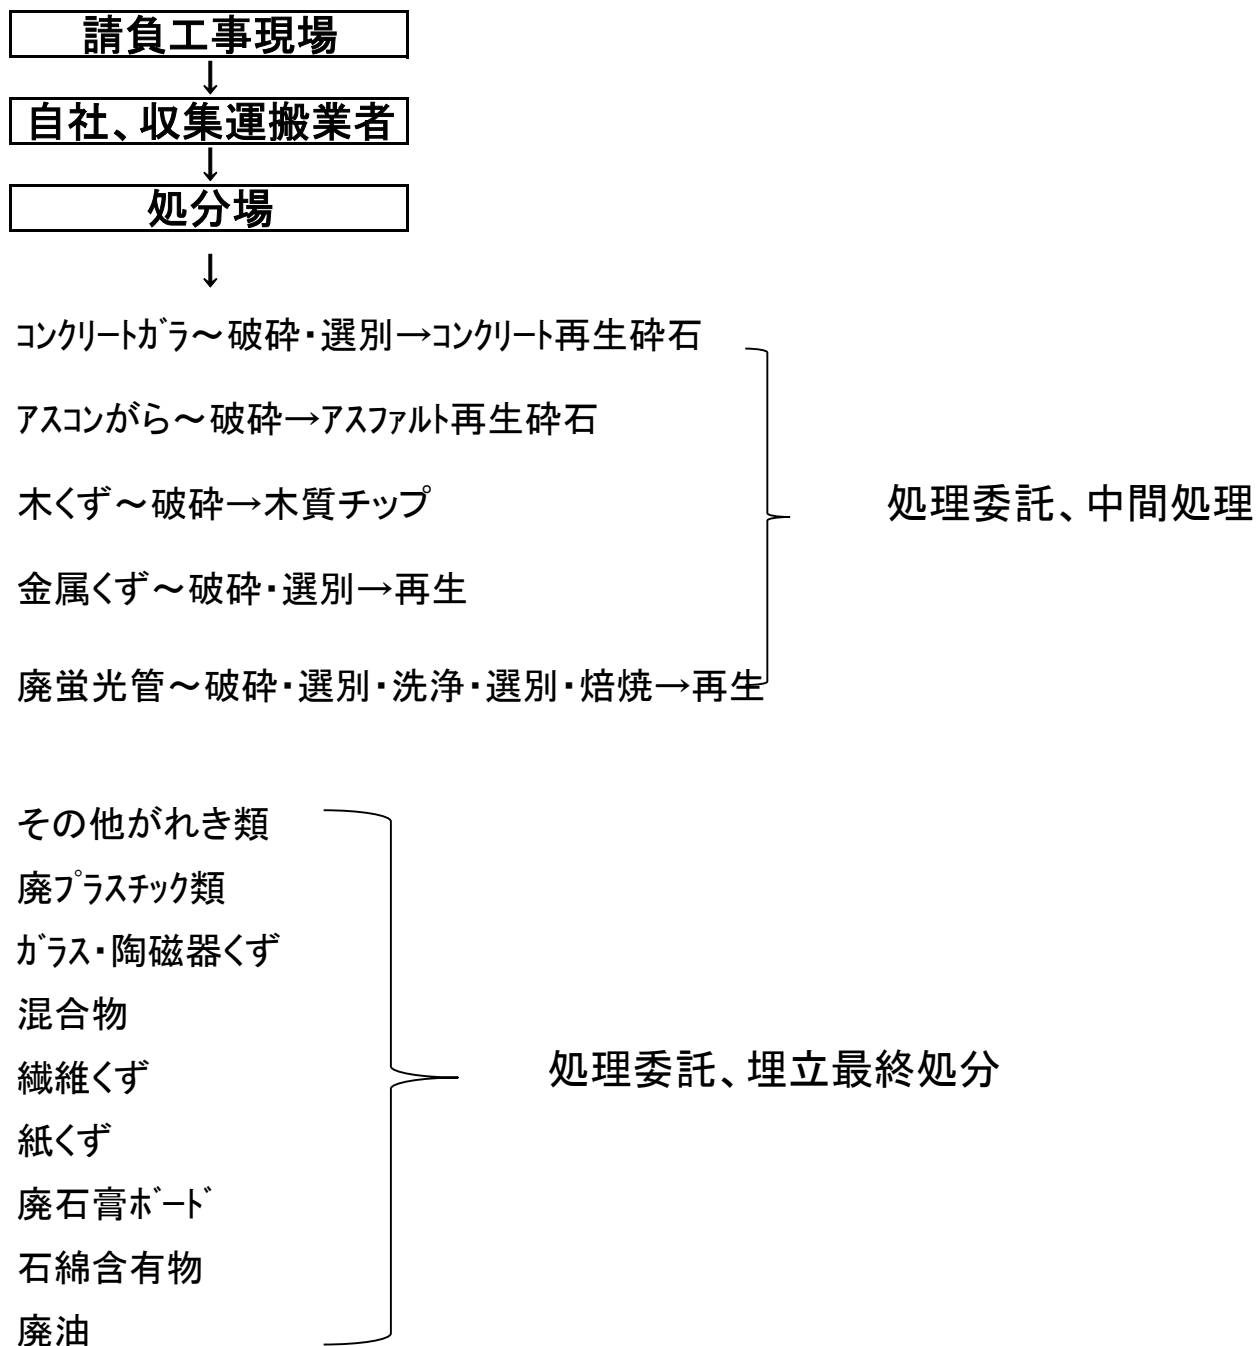 請負工事現場
↓
自社、収集運搬業者
↓
処分場
↓
ｺﾝｸﾘｰﾄｶﾞﾗ～破砕・選別→ｺﾝｸﾘｰﾄ再生砕石
ｱｽｺﾝがら～破砕→ｱｽﾌｧﾙﾄ再生砕石
木くず～破砕→木質チップ
処理委託、中間処理
金属くず～破砕・選別→再生
廃蛍光管～破砕・選別・洗浄・選別・焙焼→再生
その他がれき類
廃ﾌﾟﾗｽﾁｯｸ類
ｶﾞﾗｽ・陶磁器くず
混合物
繊維くず
処理委託、埋立最終処分
紙くず
廃石膏ﾎﾞｰﾄﾞ
石綿含有物
廃油